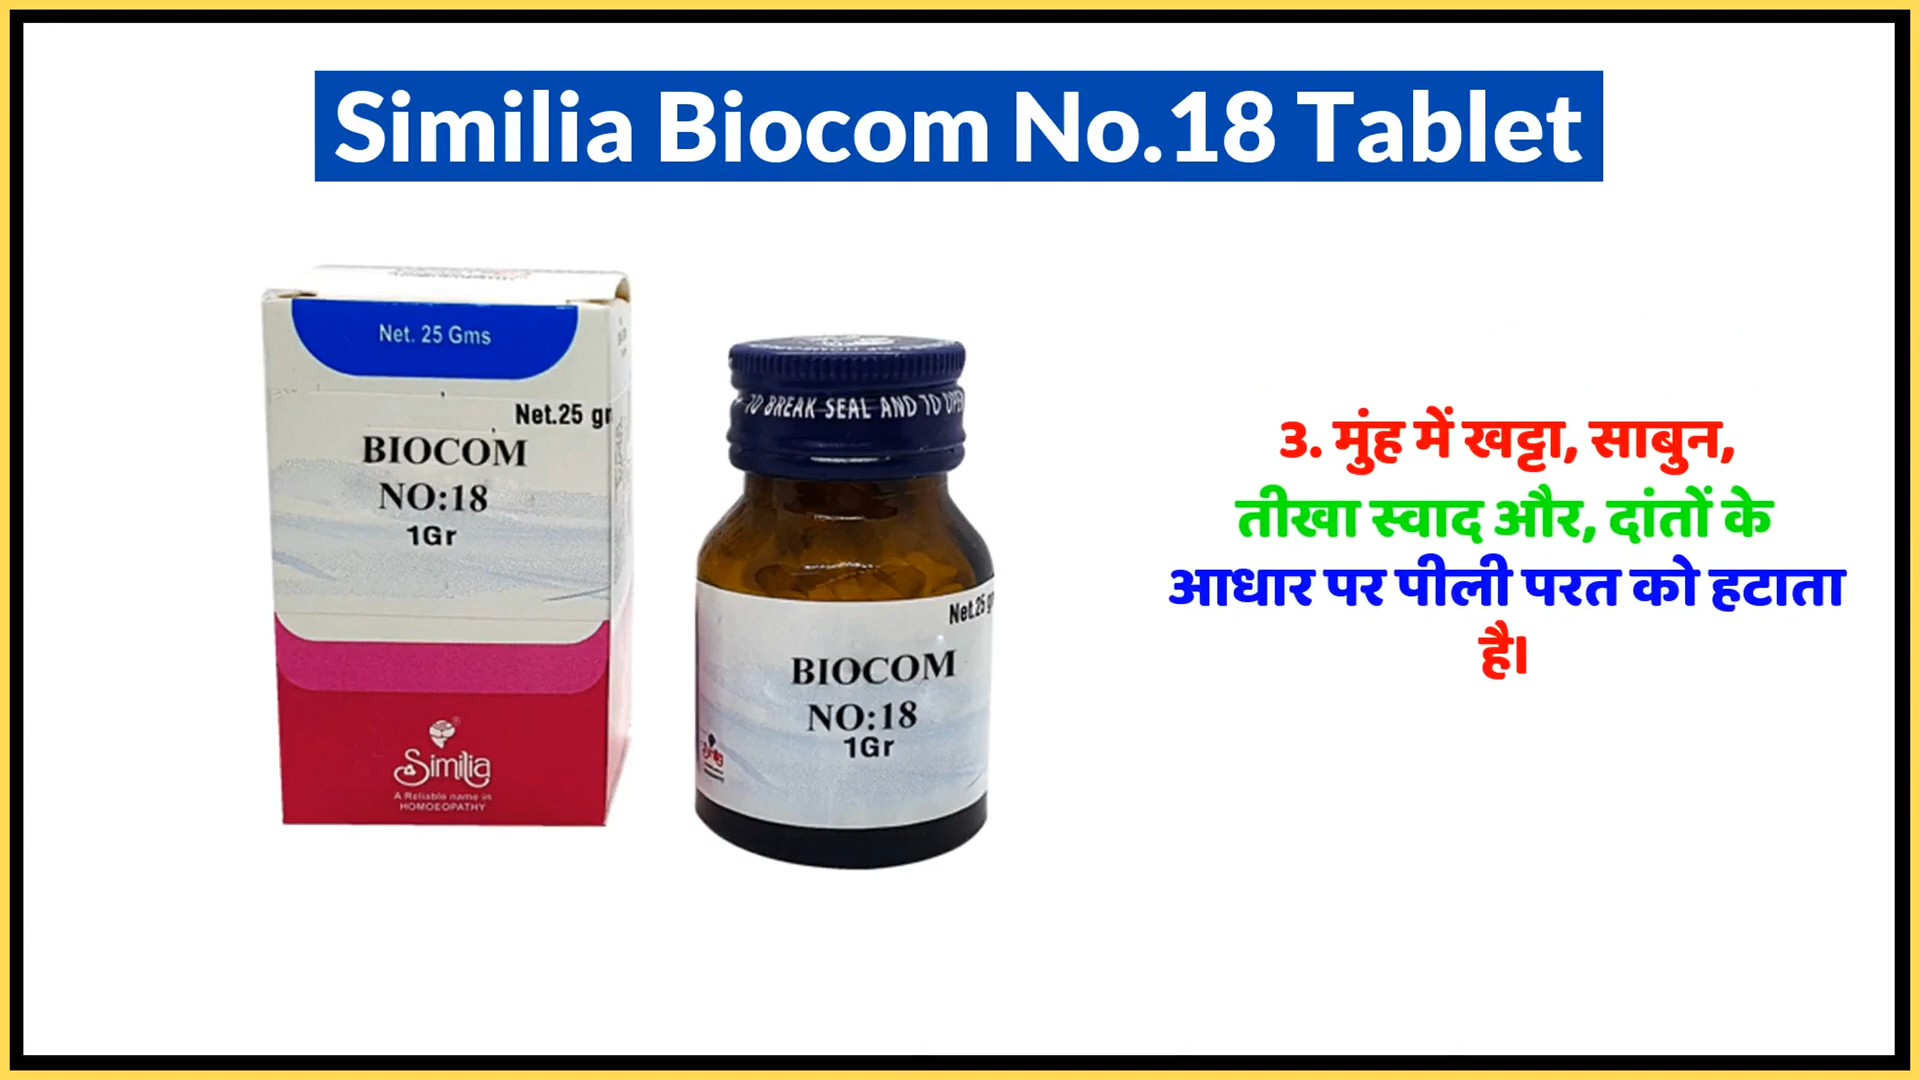 Similia Biocom No.18 Tablet
Net. 25 Gms
Net.25 gr
BIOCOM
NO:18
1Gr
Similia
A Reliable name in
HOMOEOPATHY
TO BREAK SEAL AND TO OPEN
Net.25 gr
BIOCOM
NO:18
1Gr
3. मुंह में खट्टा, साबुन,
तीखा स्वाद और, दांतों के
आधार पर पीली परत को हटाता
है।